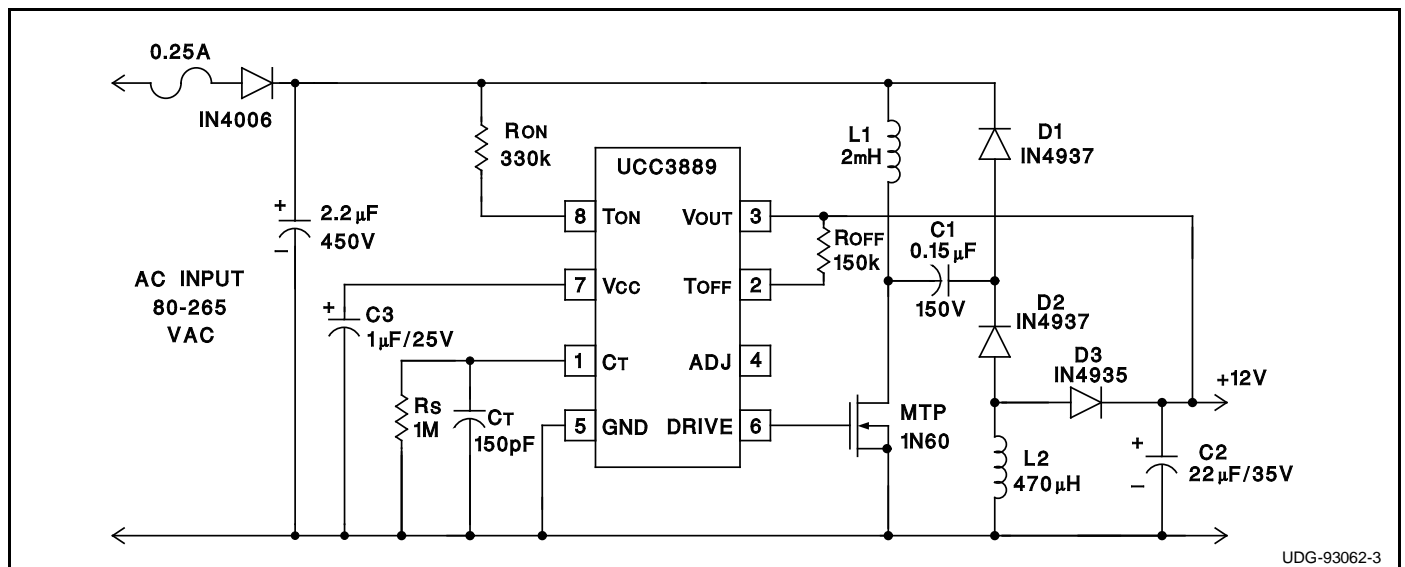 0.25A
IN4006
RON
330k
UCC3889
L1
2mH
D1
IN4937
+
2.2µF
450V
−
8 TON
VOUT 3
ROFF
150k
C1
0.15µF
150V
AC INPUT
80-265
VAC
+
C3
1µF/25V
7 VCC
TOFF 2
D2
IN4937
1 CT
ADJ 4
D3
IN4935
+12V
RS
1M
CT
150pF
5 GND
DRIVE 6
MTP
1N60
L2
470µH
+
C2
22µF/35V
−
UDG-93062-3